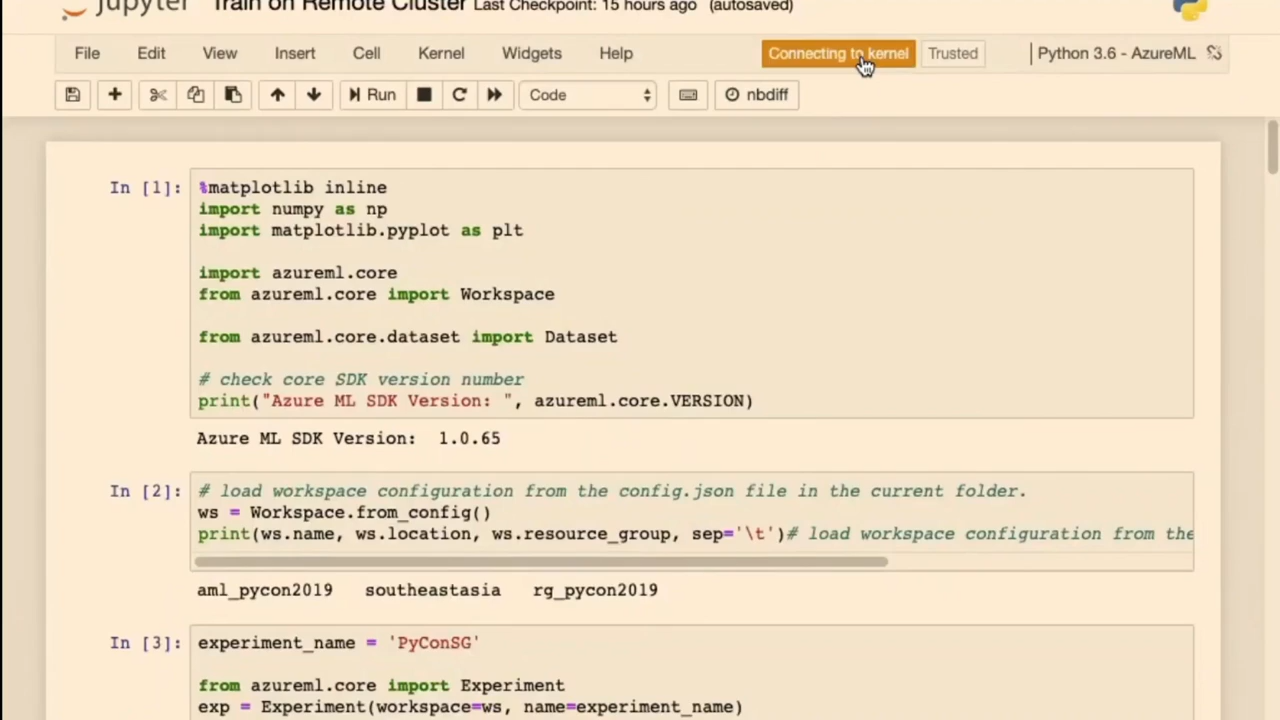 jupyter Train on Remote Cluster Last Checkpoint: 15 hours ago (autosaved)
File Edit View Insert Cell Kernel Widgets Help Connecting to kernel Trusted Python 3.6 - AzureML
Run Code nbdiff
In [1]: %matplotlib inline
import numpy as np
import matplotlib.pyplot as plt
import azureml.core
from azureml.core import Workspace
from azureml.core.dataset import Dataset
# check core SDK version number
print("Azure ML SDK Version: ", azureml.core.VERSION)
Azure ML SDK Version: 1.0.65
In [2]: # load workspace configuration from the config.json file in the current folder.
ws = Workspace.from_config()
print(ws.name, ws.location, ws.resource_group, sep='\t')# load workspace configuration from the
aml_pycon2019 southeastasia rg_pycon2019
In [3]: experiment_name = 'PyConSG'
from azureml.core import Experiment
exp = Experiment(workspace=ws, name=experiment_name)